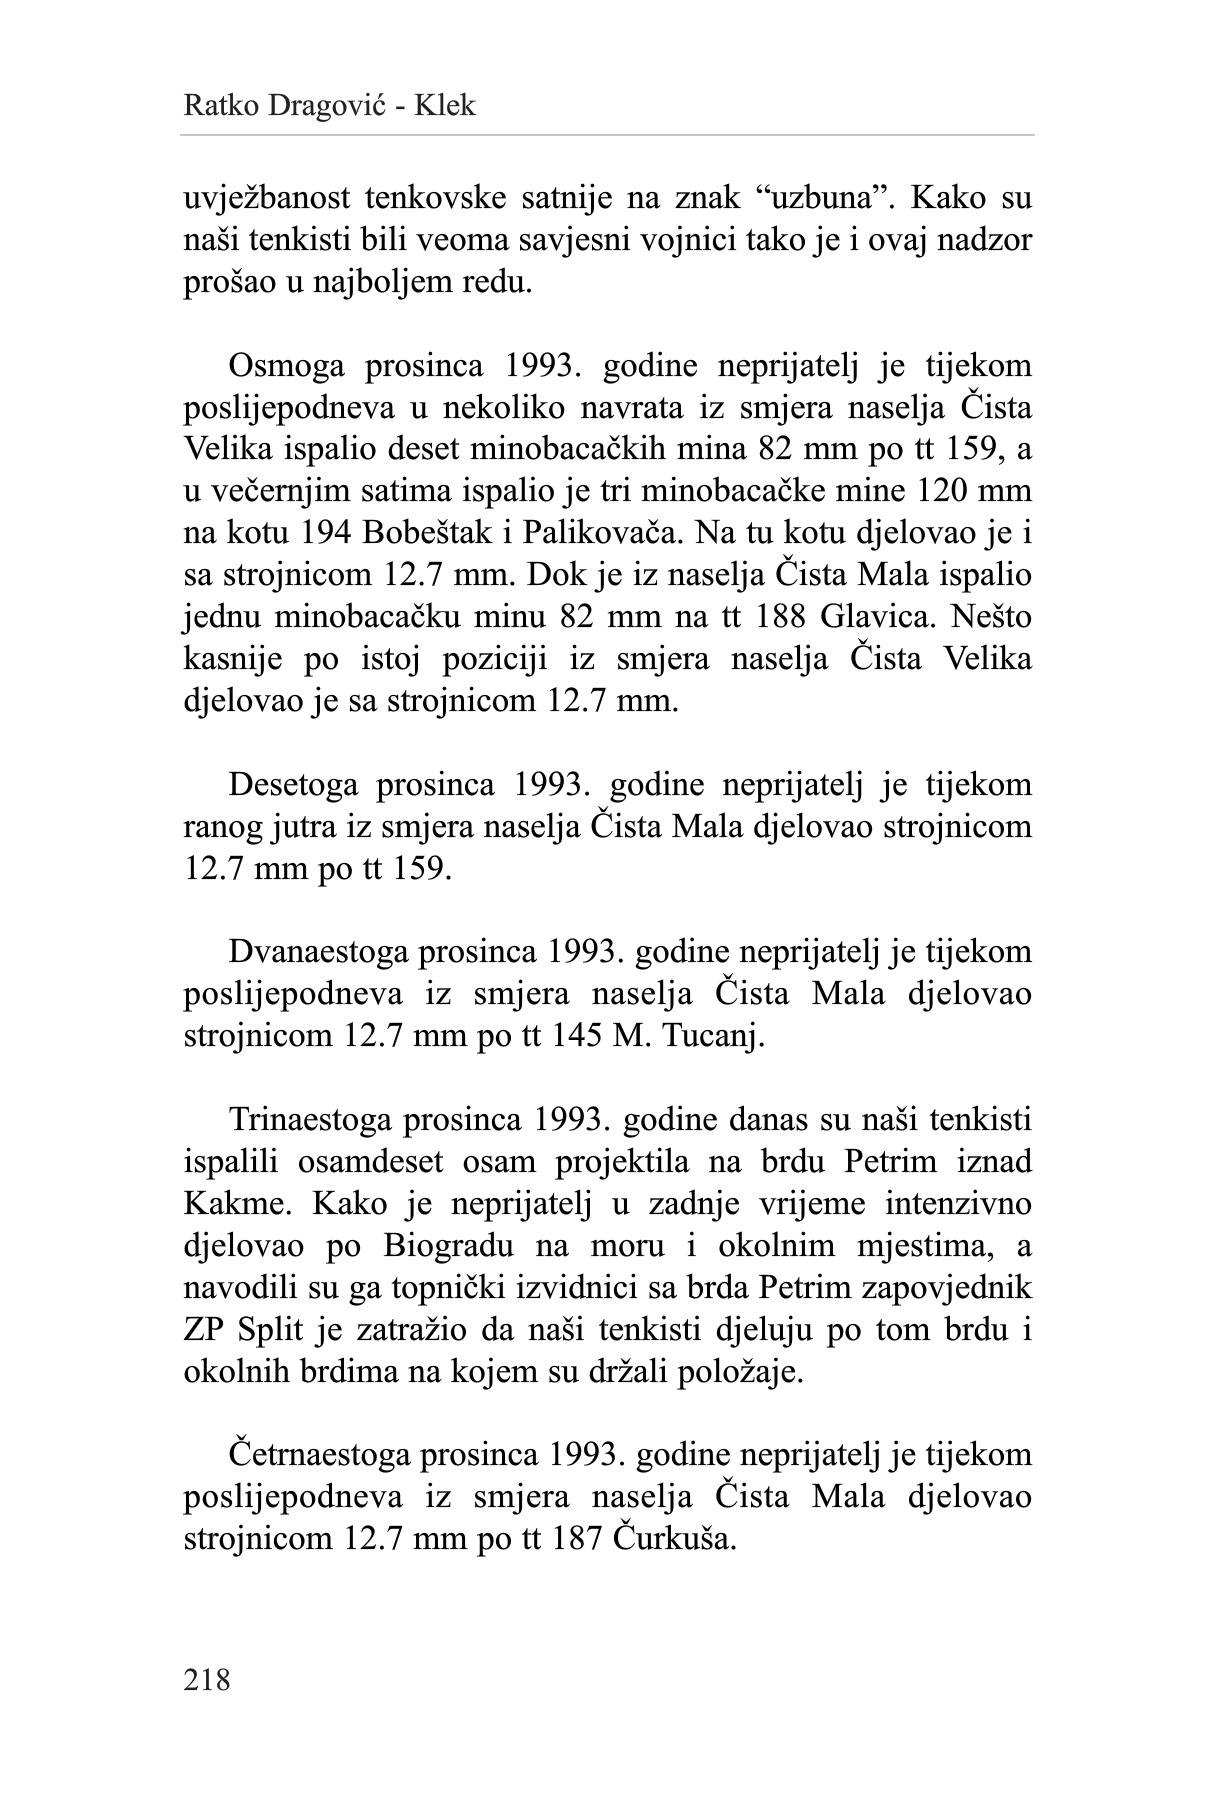 Ratko Dragović - Klek
uvježbanost tenkovske satnije na znak “uzbuna”. Kako su
naši tenkisti bili veoma savjesni vojnici tako je i ovaj nadzor
prošao u najboljem redu.
Osmoga prosinca 1993. godine neprijatelj je tijekom
poslijepodneva u nekoliko navrata iz smjera naselja Čista
Velika ispalio deset minobacačkih mina 82 mm po tt 159, a
u večernjim satima ispalio je tri minobacačke mine 120 mm
na kotu 194 Bobeštak i Palikovača. Na tu kotu djelovao je i
sa strojnicom 12.7 mm. Dok je iz naselja Čista Mala ispalio
jednu minobacačku minu 82 mm na tt 188 Glavica. Nešto
kasnije po istoj poziciji iz smjera naselja Čista Velika
djelovao je sa strojnicom 12.7 mm.
Desetoga prosinca 1993. godine neprijatelj je tijekom
ranog jutra iz smjera naselja Čista Mala djelovao strojnicom
12.7 mm po tt 159.
Dvanaestoga prosinca 1993. godine neprijatelj je tijekom
poslijepodneva iz smjera naselja Čista Mala djelovao
strojnicom 12.7 mm po tt 145 M. Tucanj.
Trinaestoga prosinca 1993. godine danas su naši tenkisti
ispalili osamdeset osam projektila na brdu Petrim iznad
Kakme. Kako je neprijatelj u zadnje vrijeme intenzivno
djelovao po Biogradu na moru i okolnim mjestima, a
navodili su ga topnički izvidnici sa brda Petrim zapovjednik
ZP Split je zatražio da naši tenkisti djeluju po tom brdu i
okolnih brdima na kojem su držali položaje.
Četrnaestoga prosinca 1993. godine neprijatelj je tijekom
poslijepodneva iz smjera naselja Čista Mala djelovao
strojnicom 12.7 mm po tt 187 Čurkuša.
218